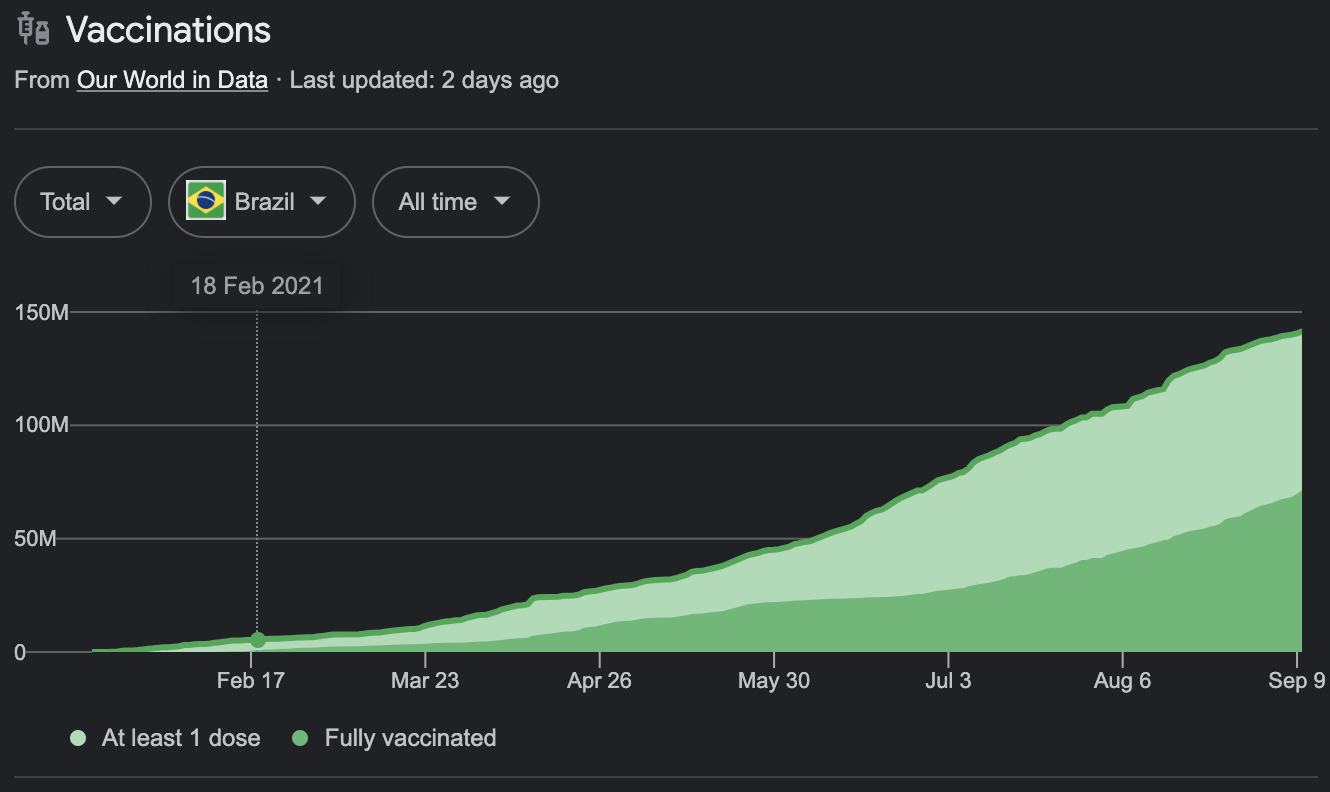 Vaccinations
From Our World in Data · Last updated: 2 days ago
Total Brazil All time
18 Feb 2021
150M
100M
50M
0
Feb 17 Mar 23 Apr 26 May 30 Jul 3 Aug 6 Sep 9
At least 1 dose Fully vaccinated